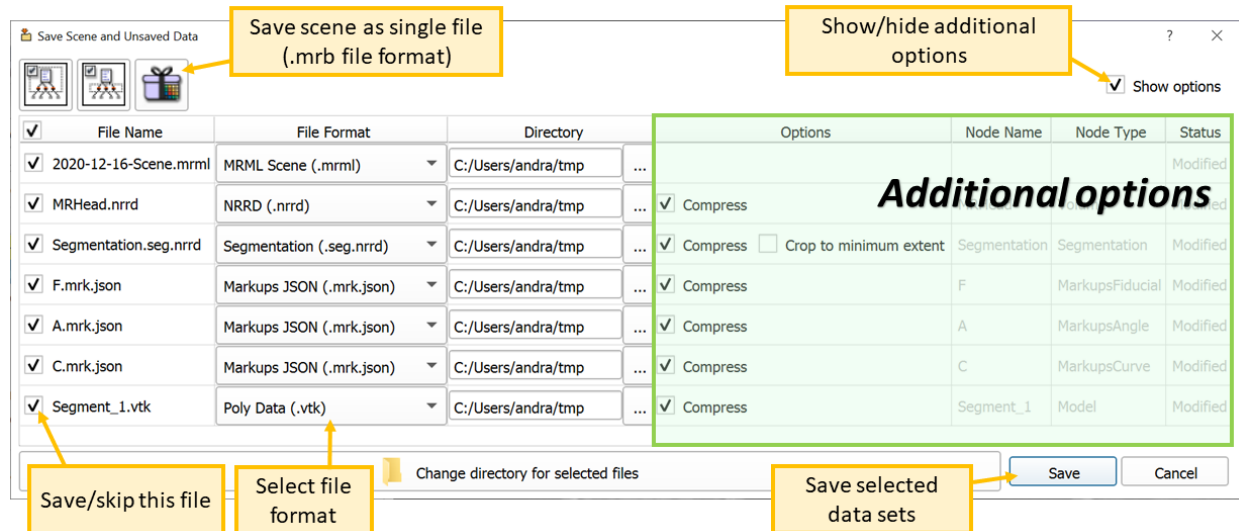 Save Scene and Unsaved Data
Save scene as single file
(.mrb file format)
Show/hide additional
options
?
Show options
File Name File Format Directory Options Node Name Node Type Status
2020-12-16-Scene.mrml MRML Scene (.mrml) C:/Users/andra/tmp ... Modified
Additional options
MRHead.nrrd NRRD (.nrrd) C:/Users/andra/tmp ... Compress
Segmentation.seg.nrrd Segmentation (.seg.nrrd) C:/Users/andra/tmp ... Compress Crop to minimum extent Segmentation Segmentation Modified
F.mrk.json Markups JSON (.mrk.json) C:/Users/andra/tmp ... Compress F MarkupsFiducial Modified
A.mrk.json Markups JSON (.mrk.json) C:/Users/andra/tmp ... Compress A MarkupsAngle Modified
C.mrk.json Markups JSON (.mrk.json) C:/Users/andra/tmp ... Compress C MarkupsCurve Modified
Segment_1.vtk Poly Data (.vtk) C:/Users/andra/tmp ... Compress Segment_1 Model Modified
Change directory for selected files
Save Cancel
Save/skip this file
Select file
format
Save selected
data sets